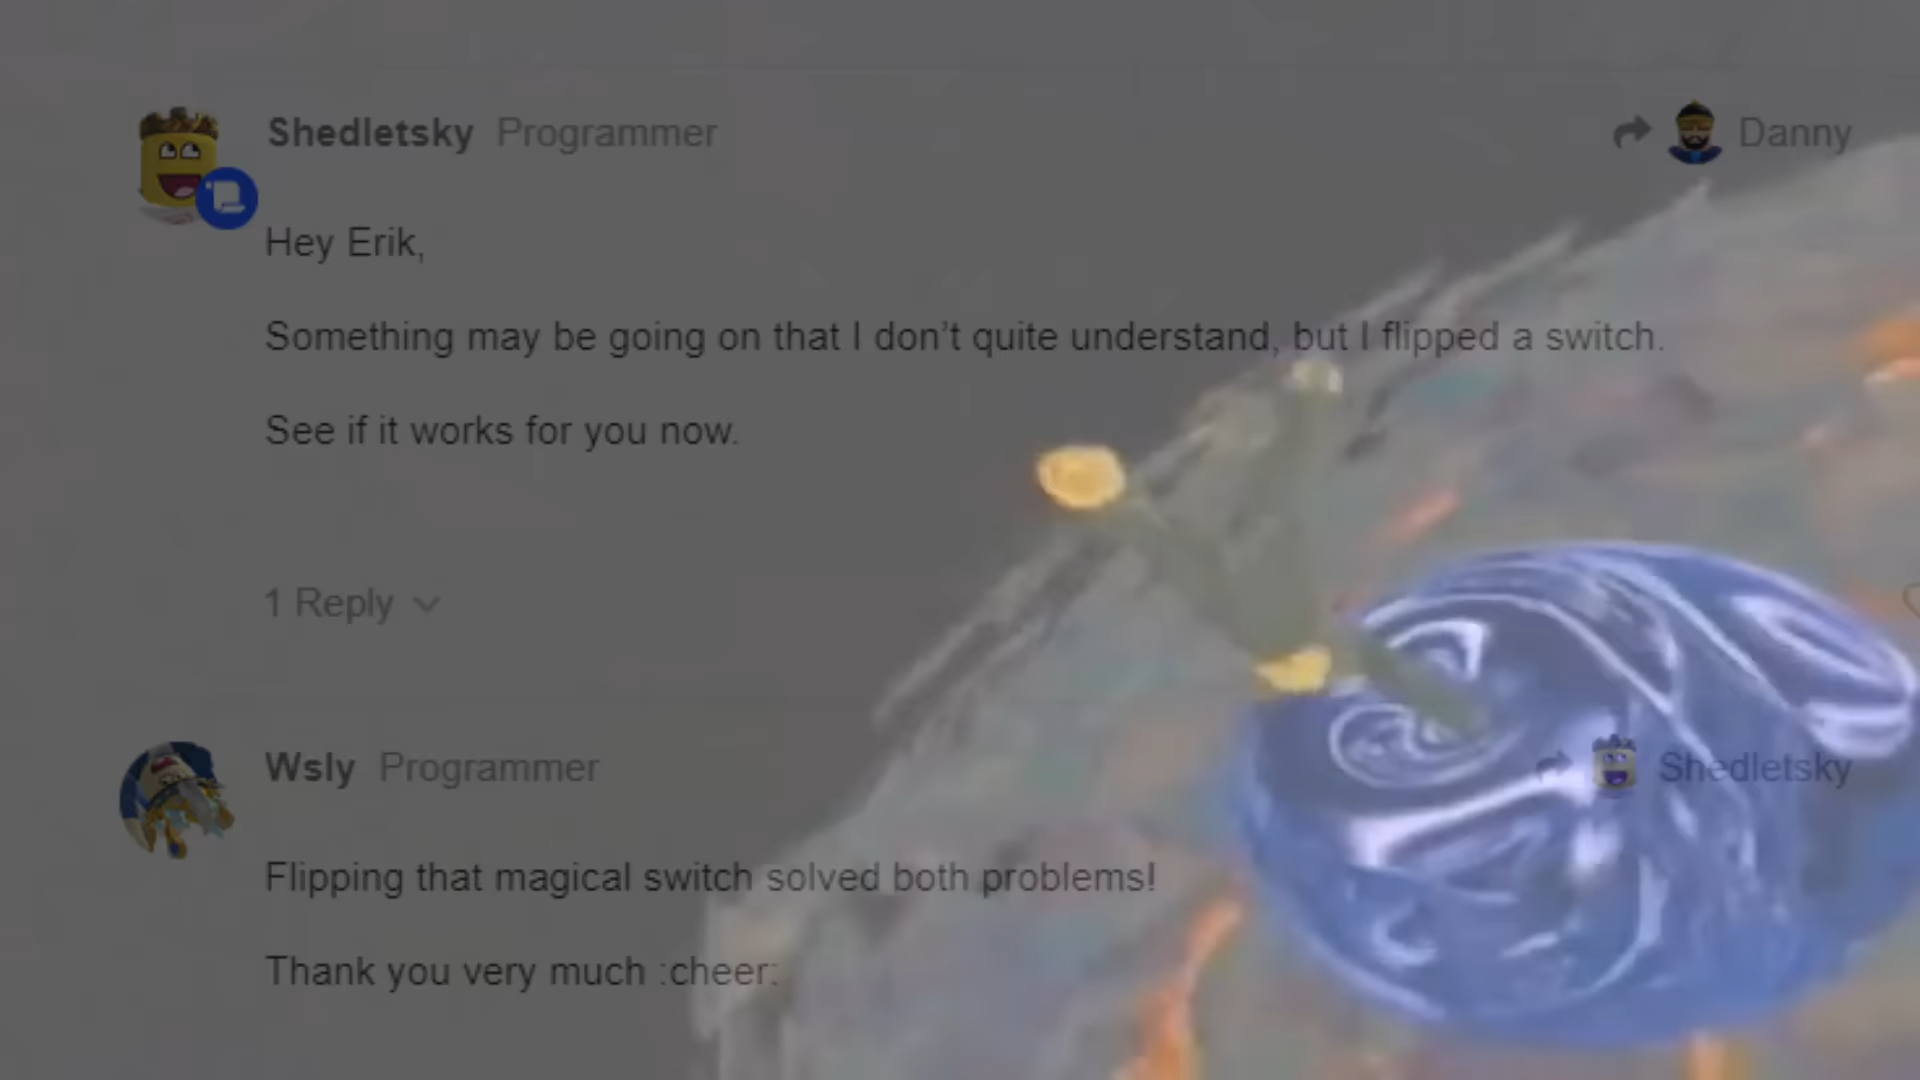 Shedletsky Programmer Danny
Hey Erik,
Something may be going on that I don’t quite understand, but I flipped a switch.
See if it works for you now.
1 Reply
Wsly Programmer Shedletsky
Flipping that magical switch solved both problems!
Thank you very much :cheer: